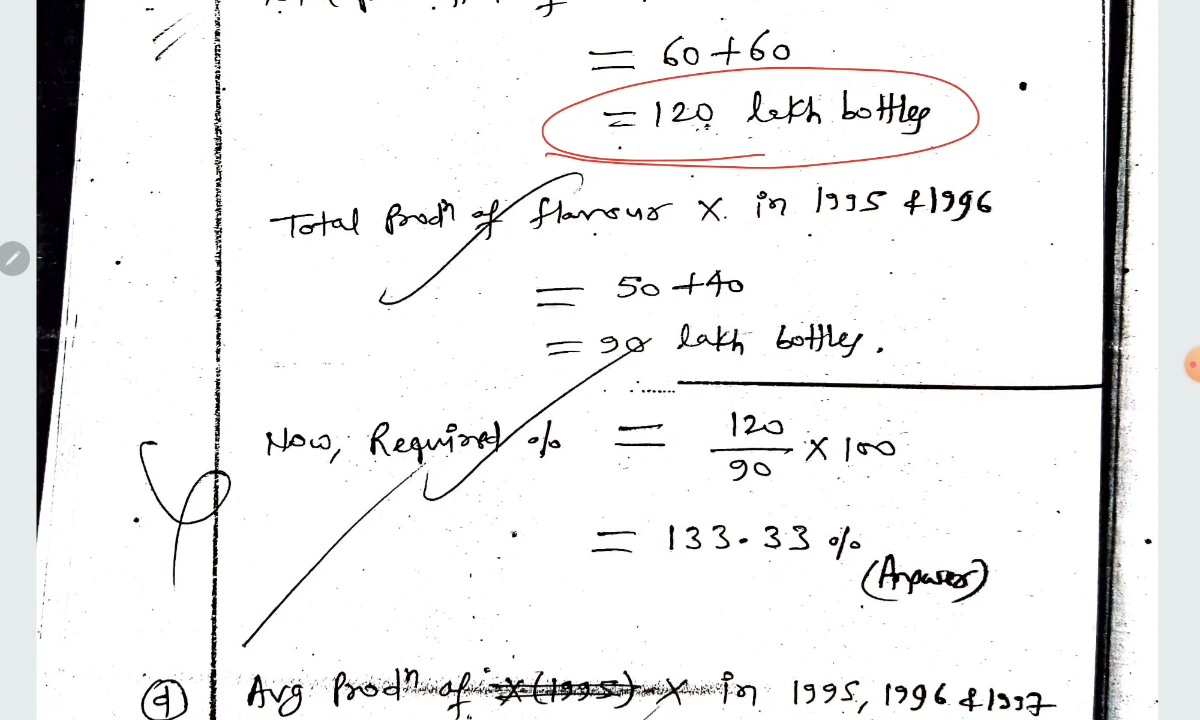 = 60 + 60
= 120 lakh bottles
Total Prodn of flavour X. in 1995 & 1996
= 50 + 40
= 90 lakh bottles.
Now, Required % = 120/90 × 100
= 133.33 %
(Answer)
(d) Avg Prodn of X (1995) X in 1995, 1996 & 1997